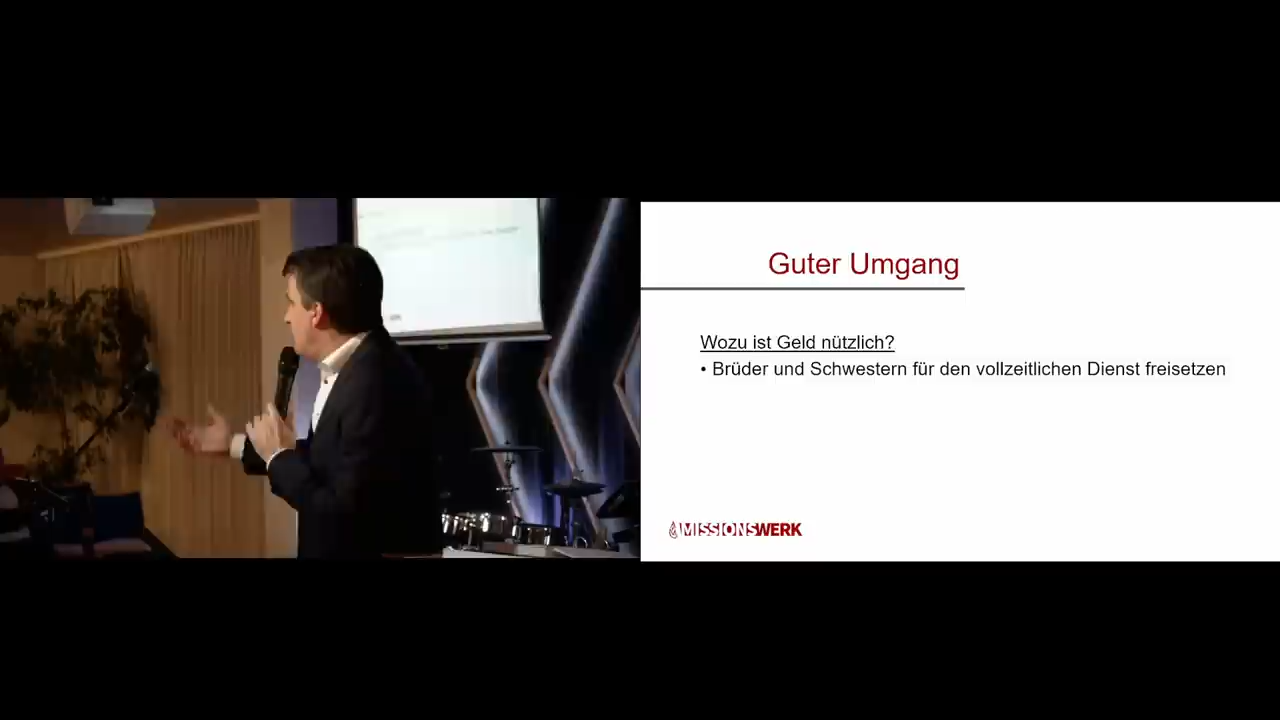 Guter Umgang
Wozu ist Geld nützlich?
• Brüder und Schwestern für den vollzeitlichen Dienst freisetzen
MISSIONSWERK